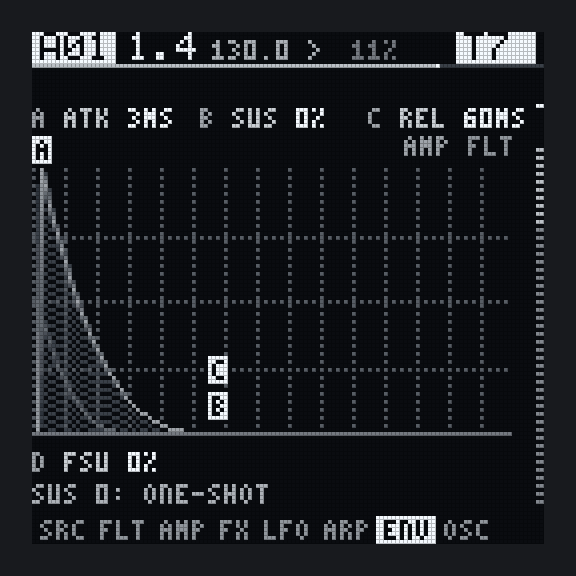 A01 1.4 130.0 > 11% T7
A ATK 3MS B SUS 0% C REL 60MS
AMP FLT
A
C
B
D FSU 0%
SUS 0: ONE-SHOT
SRC FLT AMP FX LFO ARP ENV OSC